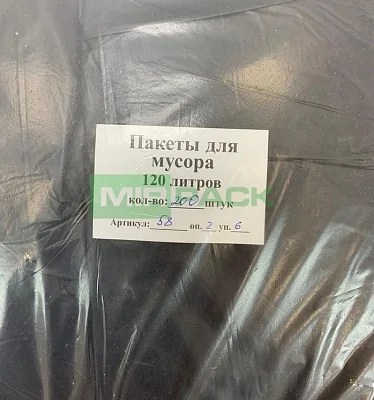 Пакеты для
мусора
120 литров
MIRPACK
кол-во: 200 штук
Артикул: 58 оп. 2 уп. 6